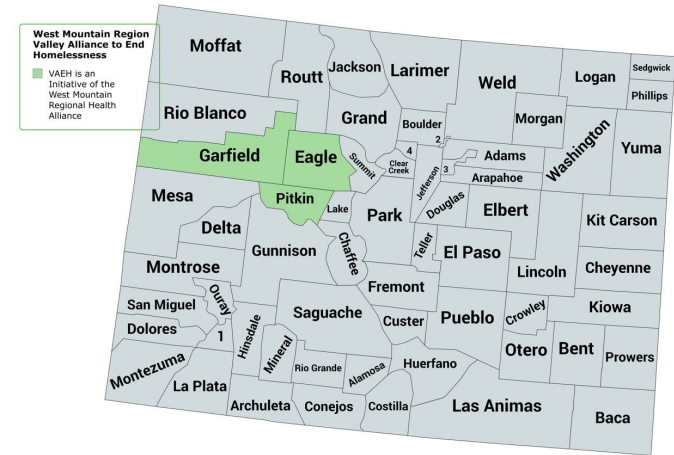 West Mountain Region
Valley Alliance to End
Homelessness
VAEH is an
Initiative of the
West Mountain
Regional Health
Alliance
Moffat
Routt
Jackson
Larimer
Weld
Logan
Sedgwick
Phillips
Rio Blanco
Grand
Boulder
2
Morgan
Washington
Yuma
Garfield
Eagle
Summit
4
Clear
Creek
Jefferson
3
Adams
Arapahoe
Mesa
Pitkin
Lake
Park
Douglas
Elbert
Kit Carson
Delta
Gunnison
Chaffee
Teller
El Paso
Lincoln
Cheyenne
Montrose
Ouray
Fremont
Crowley
Kiowa
San Miguel
Dolores
1
Hinsdale
Saguache
Custer
Pueblo
Otero
Bent
Prowers
Montezuma
La Plata
Mineral
Rio Grande
Alamosa
Huerfano
Archuleta
Conejos
Costilla
Las Animas
Baca